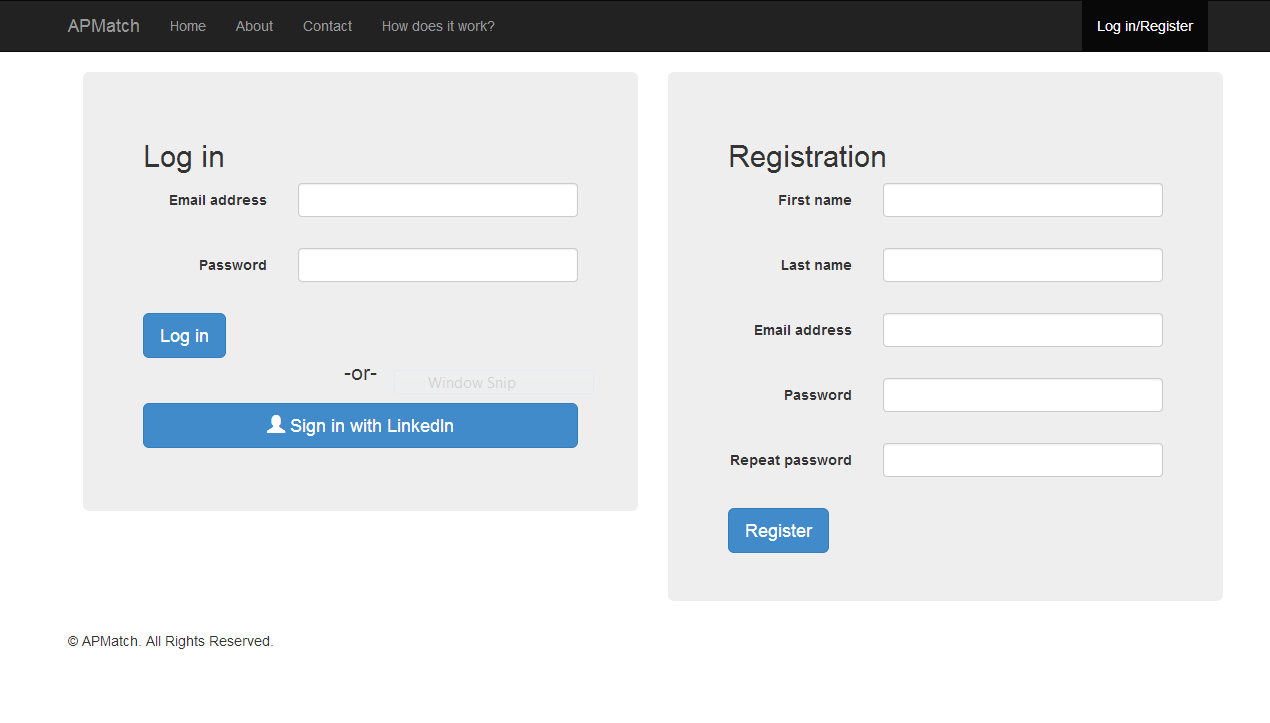 APMatch Home About Contact How does it work? Log in/Register
Log in
Email address
Password
Log in
-or-
Window Snip
Sign in with LinkedIn
Registration
First name
Last name
Email address
Password
Repeat password
Register
© APMatch. All Rights Reserved.